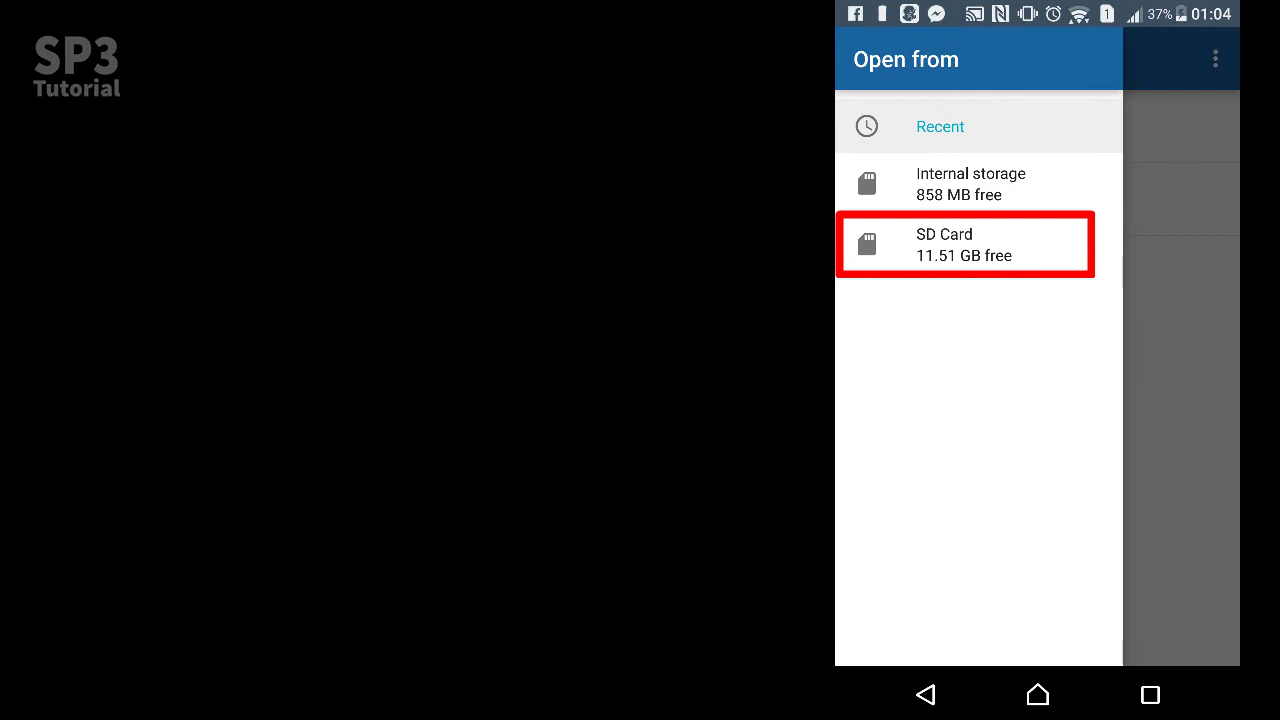 SP3
Tutorial
1 37% 01:04
Open from
Recent
Internal storage
858 MB free
SD Card
11.51 GB free